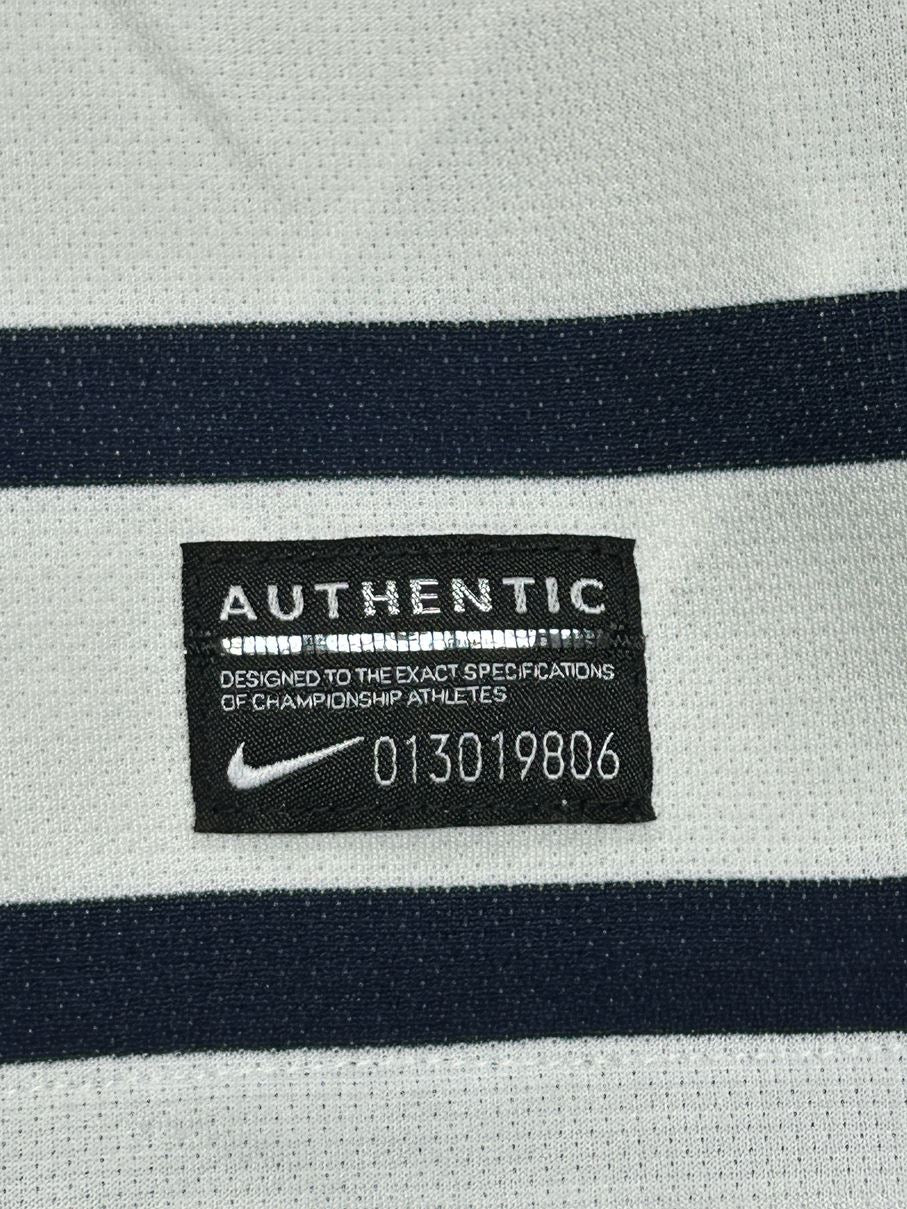 AUTHENTIC
DESIGNED TO THE EXACT SPECIFICATIONS
OF CHAMPIONSHIP ATHLETES
013019806